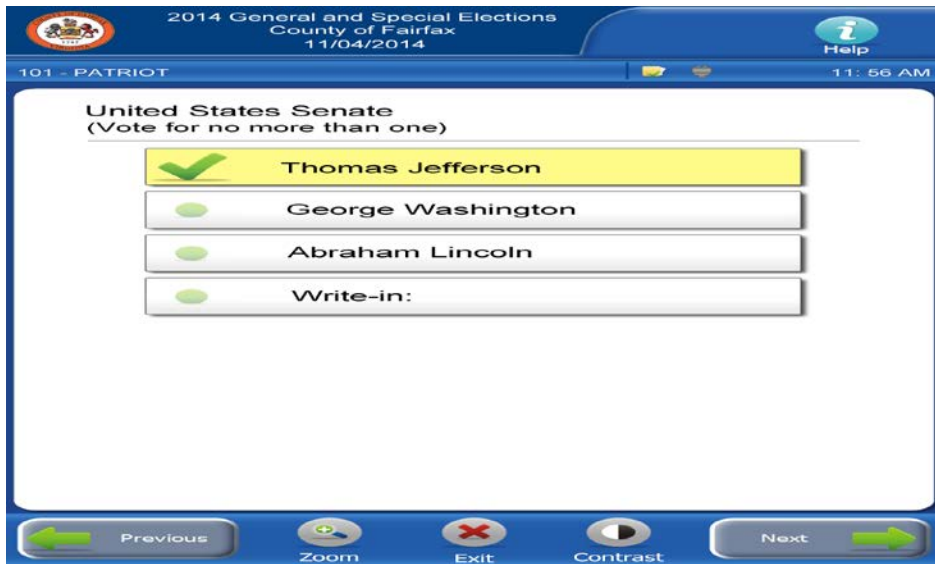 2014 General and Special Elections
County of Fairfax
11/04/2014
Help
101 - PATRIOT
11: 56 AM
United States Senate
(Vote for no more than one)
Thomas Jefferson
George Washington
Abraham Lincoln
Write-in:
Previous
Zoom
Exit
Contrast
Next